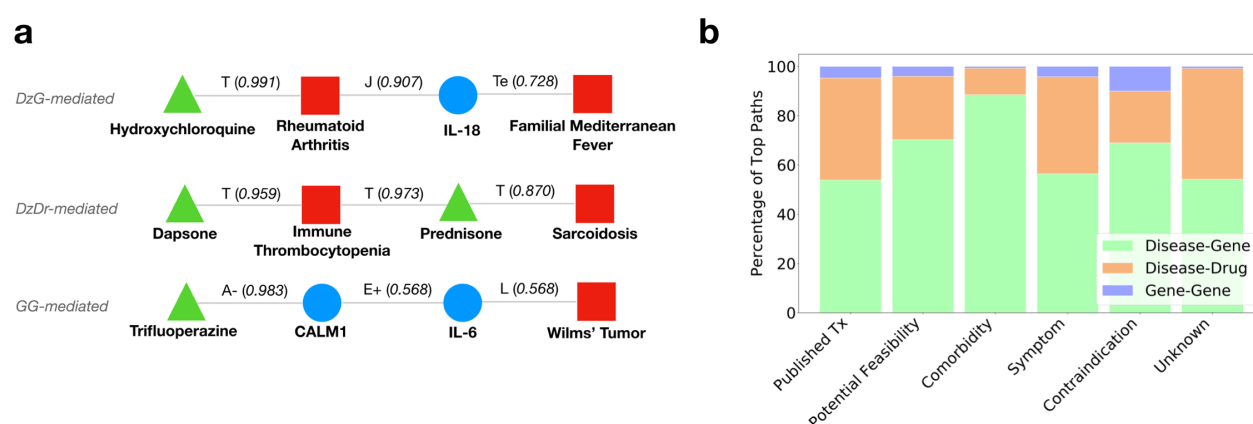 a
DzG-mediated
T (0.991)
J (0.907)
Te (0.728)
Hydroxychloroquine
Rheumatoid
Arthritis
IL-18
Familial Mediterranean
Fever
DzDr-mediated
T (0.959)
T (0.973)
T (0.870)
Dapsone
Immune
Thrombocytopenia
Prednisone
Sarcoidosis
GG-mediated
A- (0.983)
E+ (0.568)
L (0.568)
Trifluoperazine
CALM1
IL-6
Wilms' Tumor
b
Percentage of Top Paths
100
80
60
40
20
0
Disease-Gene
Disease-Drug
Gene-Gene
Published Tx
Potential Feasibility
Comorbidity
Symptom
Contraindication
Unknown